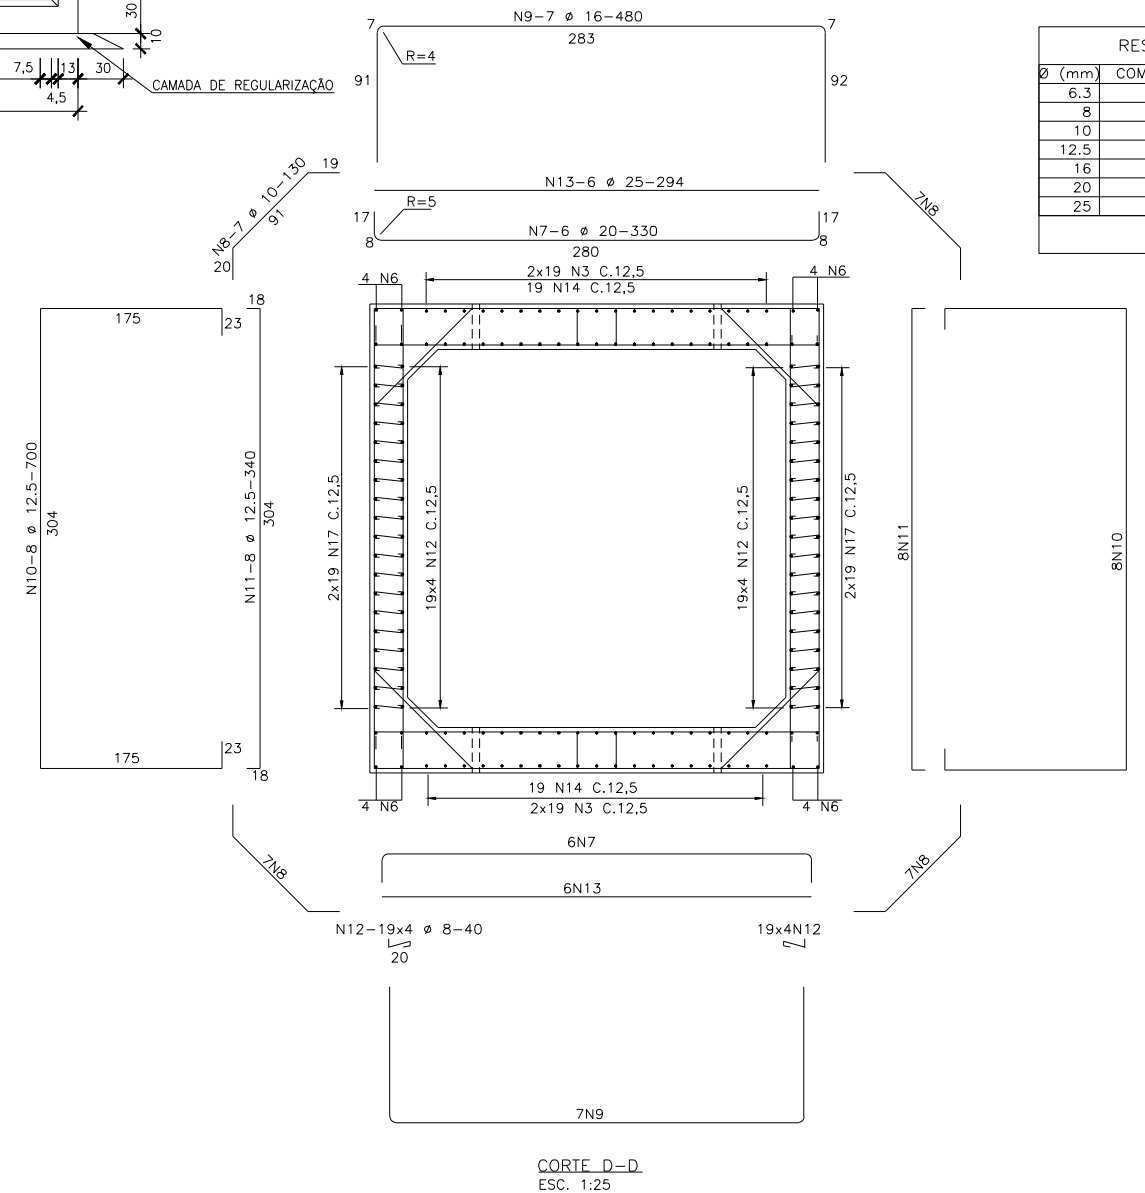 N9-7 ø 16-480
7
7
283
R=4
91
92
30
10
7,5
13
30
4,5
CAMADA DE REGULARIZAÇÃO
RES
Ø (mm)
COM
6.3
8
10
12.5
16
20
25
N8-7 ø 10-130
19
91
20
N13-6 ø 25-294
R=5
17
17
N7-6 ø 20-330
8
8
280
7N8
4 N6
2x19 N3 C.12,5
19 N14 C.12,5
4 N6
175
23
18
N10-8 ø 12.5-700
304
N11-8 ø 12.5-340
304
2x19 N17 C.12,5
19x4 N12 C.12,5
19x4 N12 C.12,5
2x19 N17 C.12,5
8N11
8N10
175
23
18
19 N14 C.12,5
2x19 N3 C.12,5
4 N6
4 N6
7N8
7N8
6N7
6N13
N12-19x4 ø 8-40
20
19x4N12
7N9
CORTE D-D
ESC. 1:25